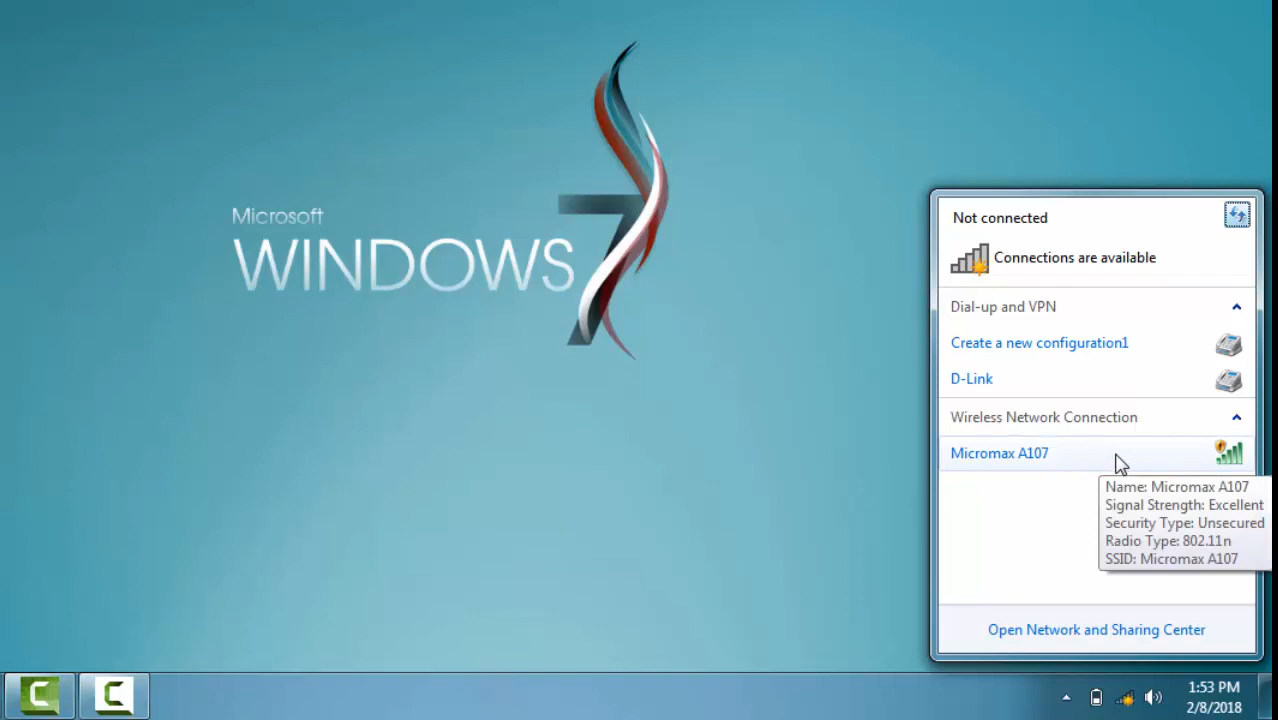 Microsoft
WINDOWS 7
Not connected
Connections are available
Dial-up and VPN
Create a new configuration1
D-Link
Wireless Network Connection
Micromax A107
Name: Micromax A107
Signal Strength: Excellent
Security Type: Unsecured
Radio Type: 802.11n
SSID: Micromax A107
Open Network and Sharing Center
C C
1:53 PM
2/8/2018